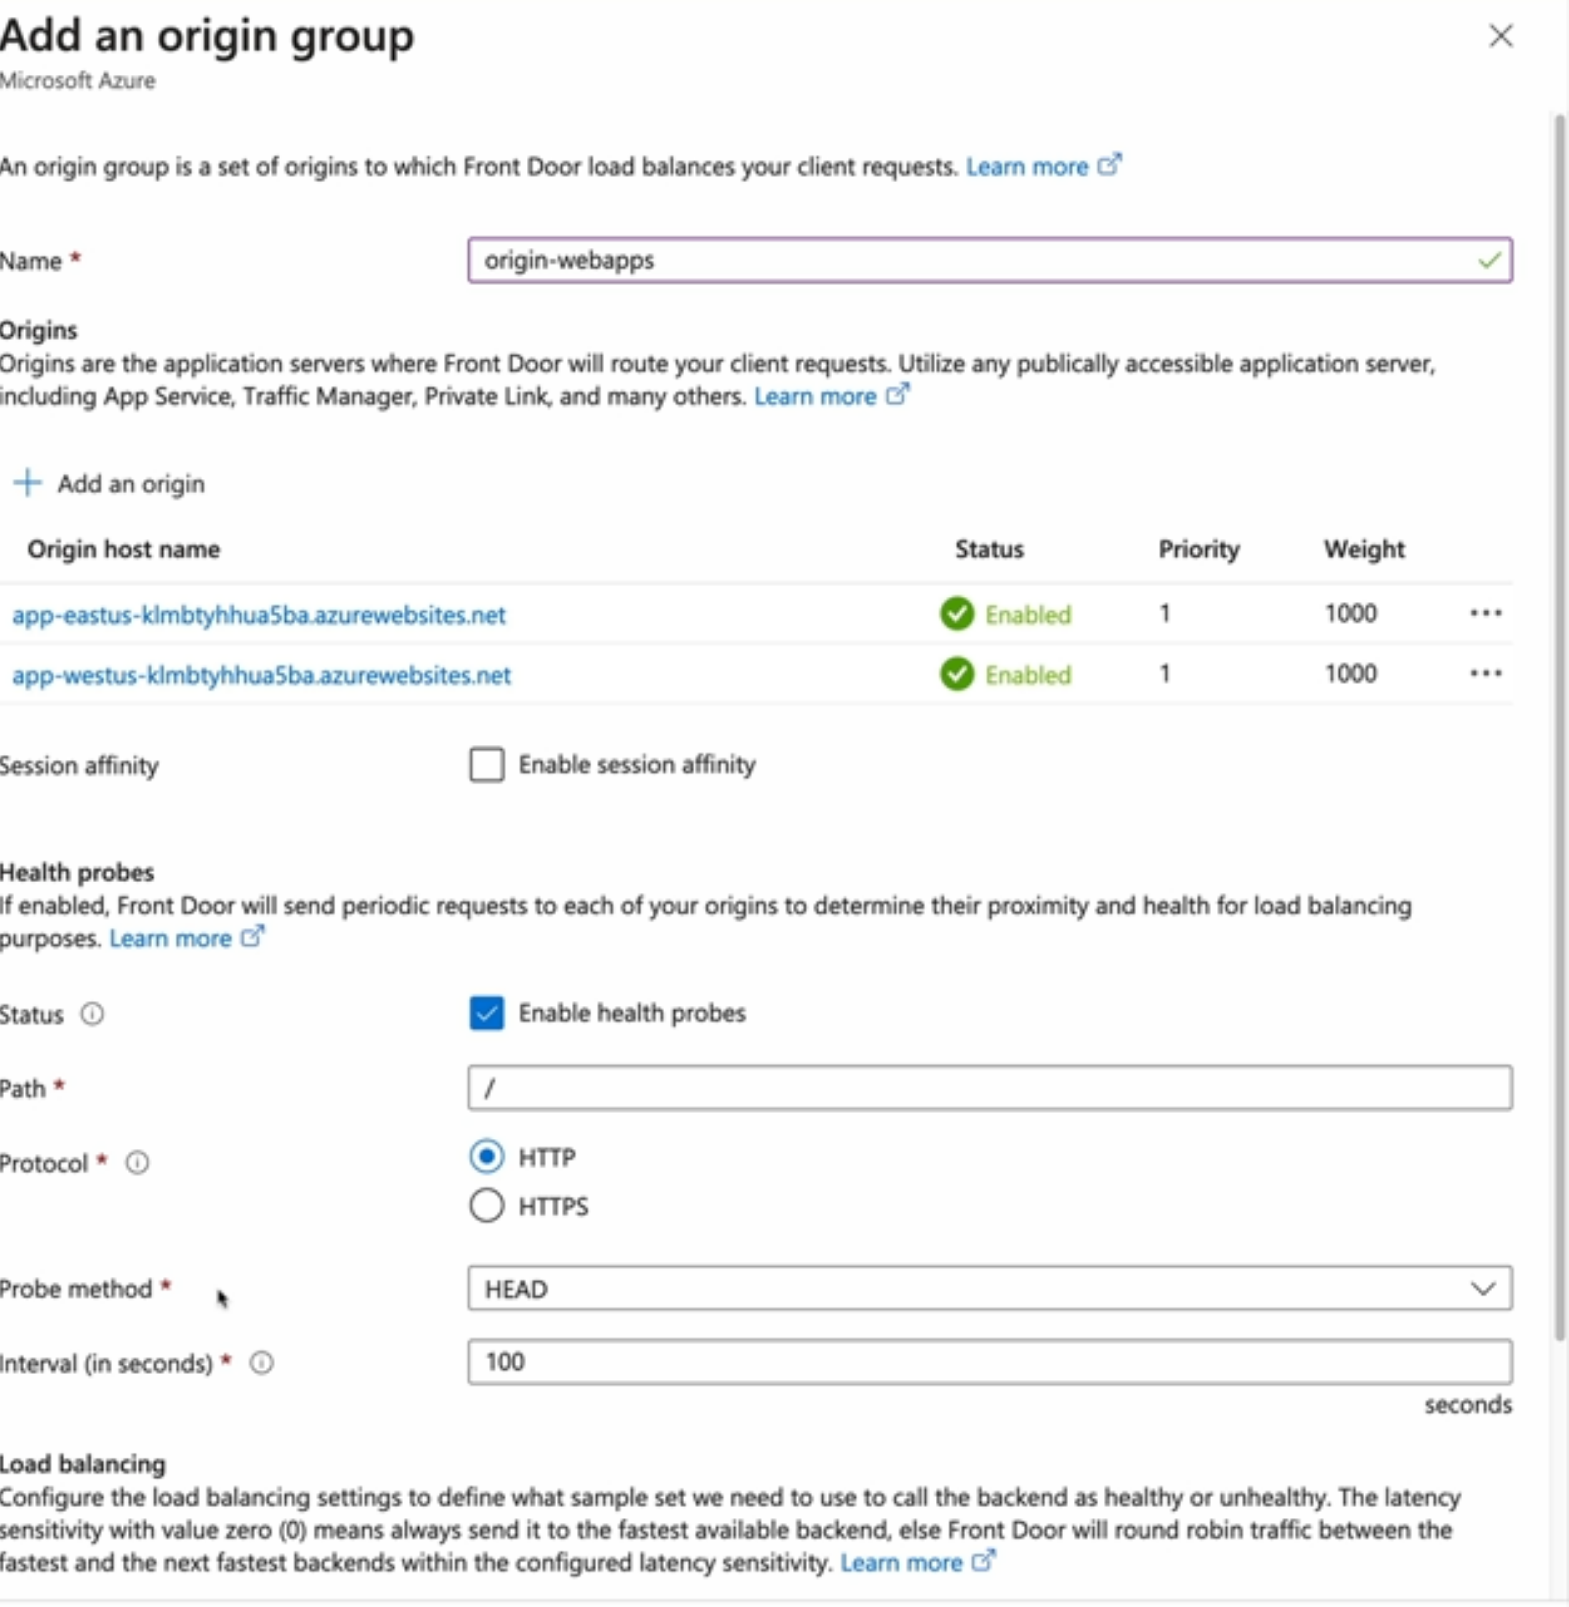 Add an origin group
Microsoft Azure
An origin group is a set of origins to which Front Door load balances your client requests. Learn more
Name *
origin-webapps
Origins
Origins are the application servers where Front Door will route your client requests. Utilize any publically accessible application server,
including App Service, Traffic Manager, Private Link, and many others. Learn more
+ Add an origin
Origin host name Status Priority Weight
app-eastus-klmbtyhhua5ba.azurewebsites.net Enabled 1 1000 ...
app-westus-klmbtyhhua5ba.azurewebsites.net Enabled 1 1000 ...
Session affinity Enable session affinity
Health probes
If enabled, Front Door will send periodic requests to each of your origins to determine their proximity and health for load balancing
purposes. Learn more
Status Enable health probes
Path * /
Protocol * HTTP
HTTPS
Probe method * HEAD
Interval (in seconds) * 100
seconds
Load balancing
Configure the load balancing settings to define what sample set we need to use to call the backend as healthy or unhealthy. The latency
sensitivity with value zero (0) means always send it to the fastest available backend, else Front Door will round robin traffic between the
fastest and the next fastest backends within the configured latency sensitivity. Learn more